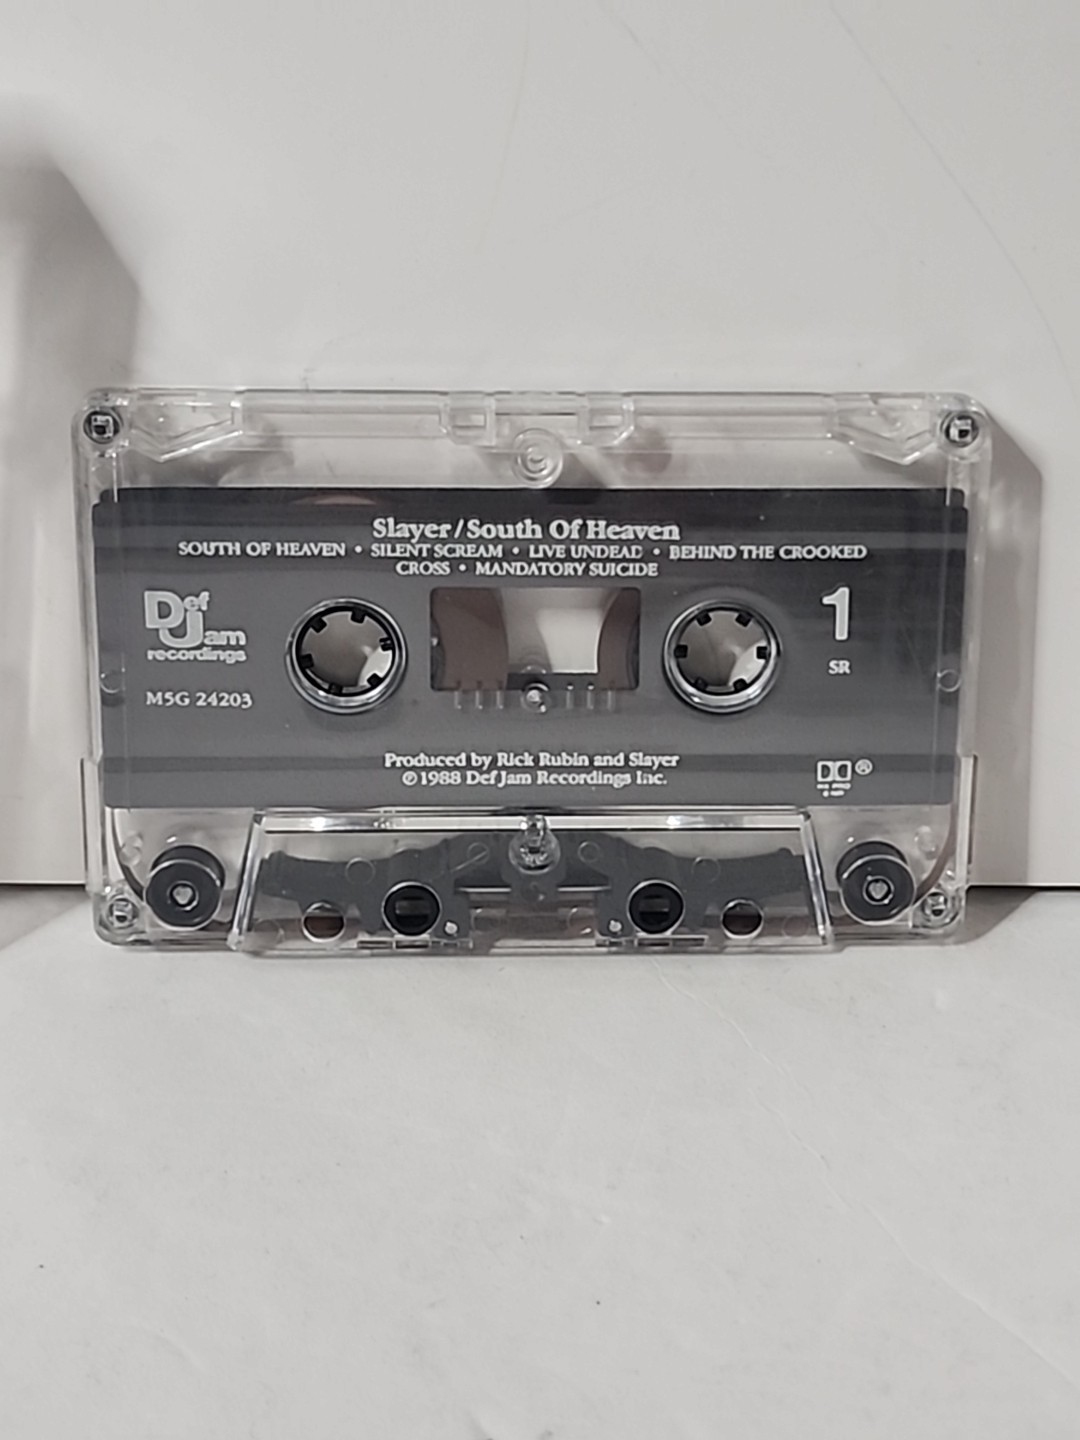 Slayer/South Of Heaven
SOUTH OF HEAVEN • SILENT SCREAM • LIVE UNDEAD • BEHIND THE CROOKED
CROSS • MANDATORY SUICIDE
Def
Jam
recordings
M5G 24203
1
SR
Produced by Rick Rubin and Slayer
℗1988 Def Jam Recordings Inc.
®